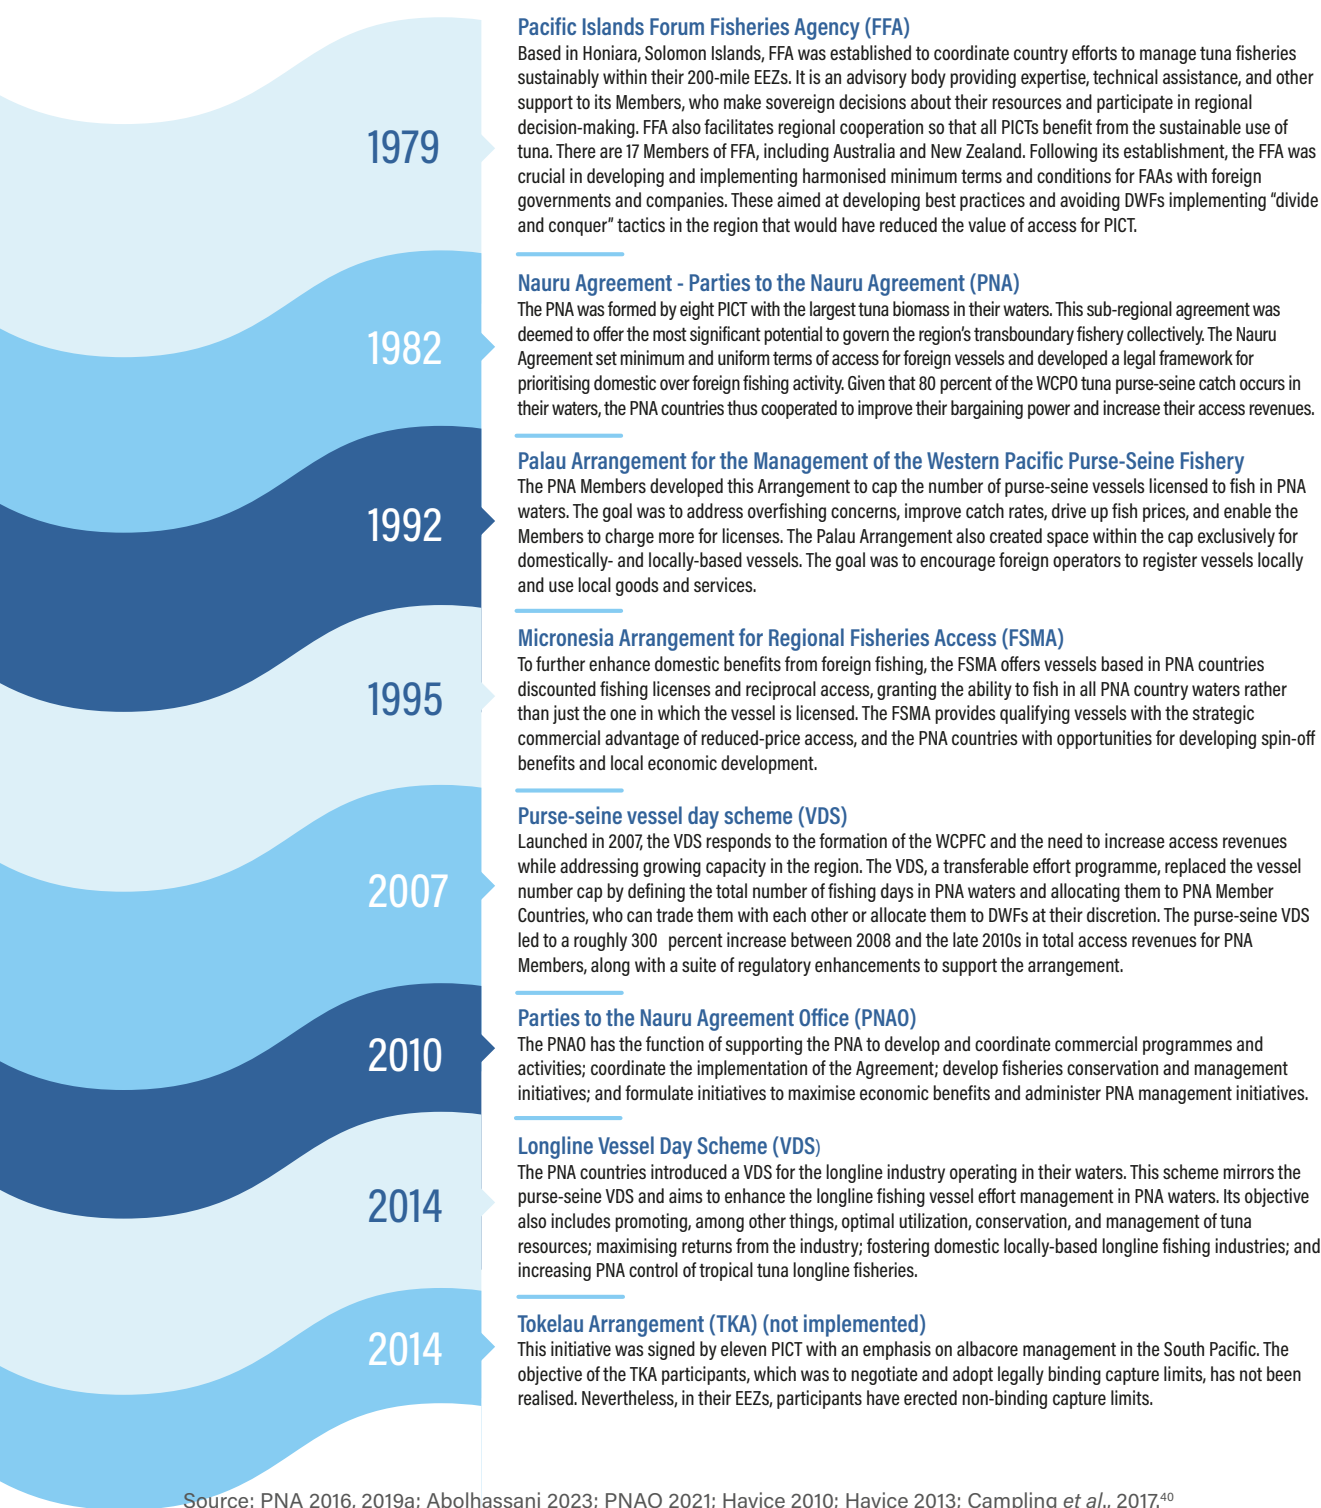 Pacific Islands Forum Fisheries Agency (FFA)
Based in Honiara, Solomon Islands, FFA was established to coordinate country efforts to manage tuna fisheries
sustainably within their 200-mile EEZs. It is an advisory body providing expertise, technical assistance, and other
support to its Members, who make sovereign decisions about their resources and participate in regional
decision-making. FFA also facilitates regional cooperation so that all PICTs benefit from the sustainable use of
tuna. There are 17 Members of FFA, including Australia and New Zealand. Following its establishment, the FFA was
crucial in developing and implementing harmonised minimum terms and conditions for FAAs with foreign
governments and companies. These aimed at developing best practices and avoiding DWFs implementing “divide
and conquer” tactics in the region that would have reduced the value of access for PICT.
1979
Nauru Agreement - Parties to the Nauru Agreement (PNA)
The PNA was formed by eight PICT with the largest tuna biomass in their waters. This sub-regional agreement was
deemed to offer the most significant potential to govern the region’s transboundary fishery collectively. The Nauru
Agreement set minimum and uniform terms of access for foreign vessels and developed a legal framework for
prioritising domestic over foreign fishing activity. Given that 80 percent of the WCPO tuna purse-seine catch occurs in
their waters, the PNA countries thus cooperated to improve their bargaining power and increase their access revenues.
1982
Palau Arrangement for the Management of the Western Pacific Purse-Seine Fishery
The PNA Members developed this Arrangement to cap the number of purse-seine vessels licensed to fish in PNA
waters. The goal was to address overfishing concerns, improve catch rates, drive up fish prices, and enable the
Members to charge more for licenses. The Palau Arrangement also created space within the cap exclusively for
domestically- and locally-based vessels. The goal was to encourage foreign operators to register vessels locally
and use local goods and services.
1992
Micronesia Arrangement for Regional Fisheries Access (FSMA)
To further enhance domestic benefits from foreign fishing, the FSMA offers vessels based in PNA countries
discounted fishing licenses and reciprocal access, granting the ability to fish in all PNA country waters rather
than just the one in which the vessel is licensed. The FSMA provides qualifying vessels with the strategic
commercial advantage of reduced-price access, and the PNA countries with opportunities for developing spin-off
benefits and local economic development.
1995
Purse-seine vessel day scheme (VDS)
Launched in 2007, the VDS responds to the formation of the WCPFC and the need to increase access revenues
while addressing growing capacity in the region. The VDS, a transferable effort programme, replaced the vessel
number cap by defining the total number of fishing days in PNA waters and allocating them to PNA Member
Countries, who can trade them with each other or allocate them to DWFs at their discretion. The purse-seine VDS
led to a roughly 300 percent increase between 2008 and the late 2010s in total access revenues for PNA
Members, along with a suite of regulatory enhancements to support the arrangement.
2007
Parties to the Nauru Agreement Office (PNAO)
The PNAO has the function of supporting the PNA to develop and coordinate commercial programmes and
activities; coordinate the implementation of the Agreement; develop fisheries conservation and management
initiatives; and formulate initiatives to maximise economic benefits and administer PNA management initiatives.
2010
Longline Vessel Day Scheme (VDS)
The PNA countries introduced a VDS for the longline industry operating in their waters. This scheme mirrors the
purse-seine VDS and aims to enhance the longline fishing vessel effort management in PNA waters. Its objective
also includes promoting, among other things, optimal utilization, conservation, and management of tuna
resources; maximising returns from the industry; fostering domestic locally-based longline fishing industries; and
increasing PNA control of tropical tuna longline fisheries.
2014
Tokelau Arrangement (TKA) (not implemented)
This initiative was signed by eleven PICT with an emphasis on albacore management in the South Pacific. The
objective of the TKA participants, which was to negotiate and adopt legally binding capture limits, has not been
realised. Nevertheless, in their EEZs, participants have erected non-binding capture limits.
2014
Source: PNA 2016, 2019a; Abolhassani 2023; PNAO 2021; Havice 2010; Havice 2013; Campling et al., 2017.⁴⁰